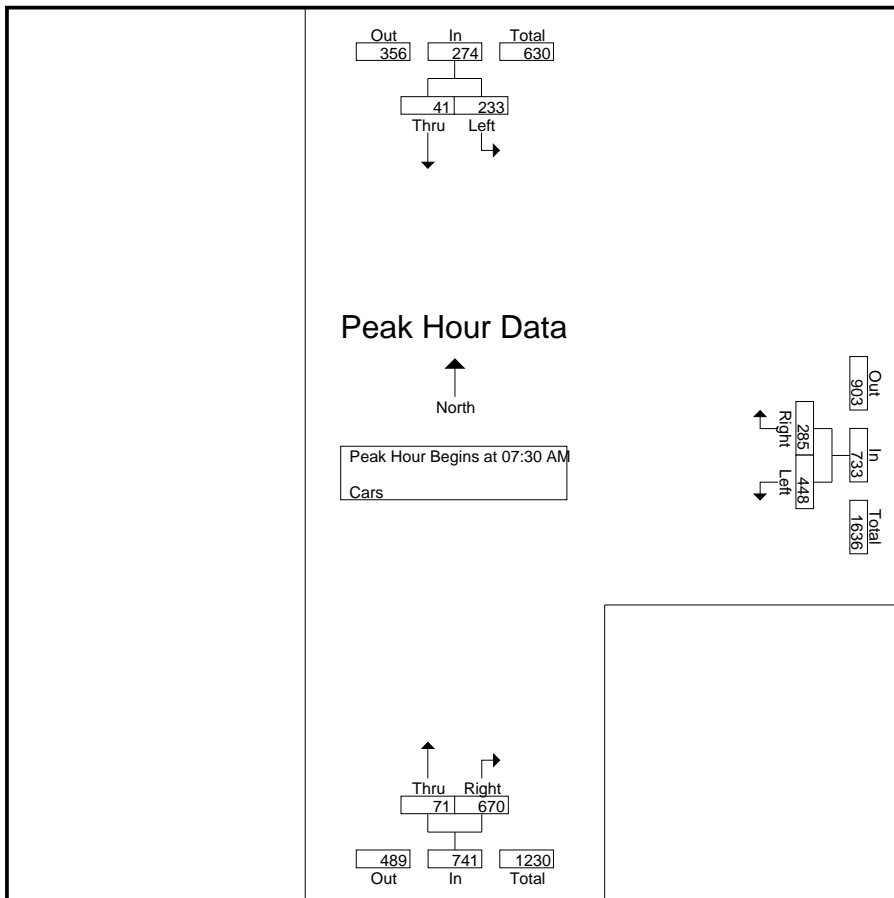 Out In Total
356 274 630
41 233
Thru Left
Peak Hour Data
North
Peak Hour Begins at 07:30 AM
Cars
Out In Total
903 733 1636
285 448
Right Left
Thru Right
71 670
489 741 1230
Out In Total